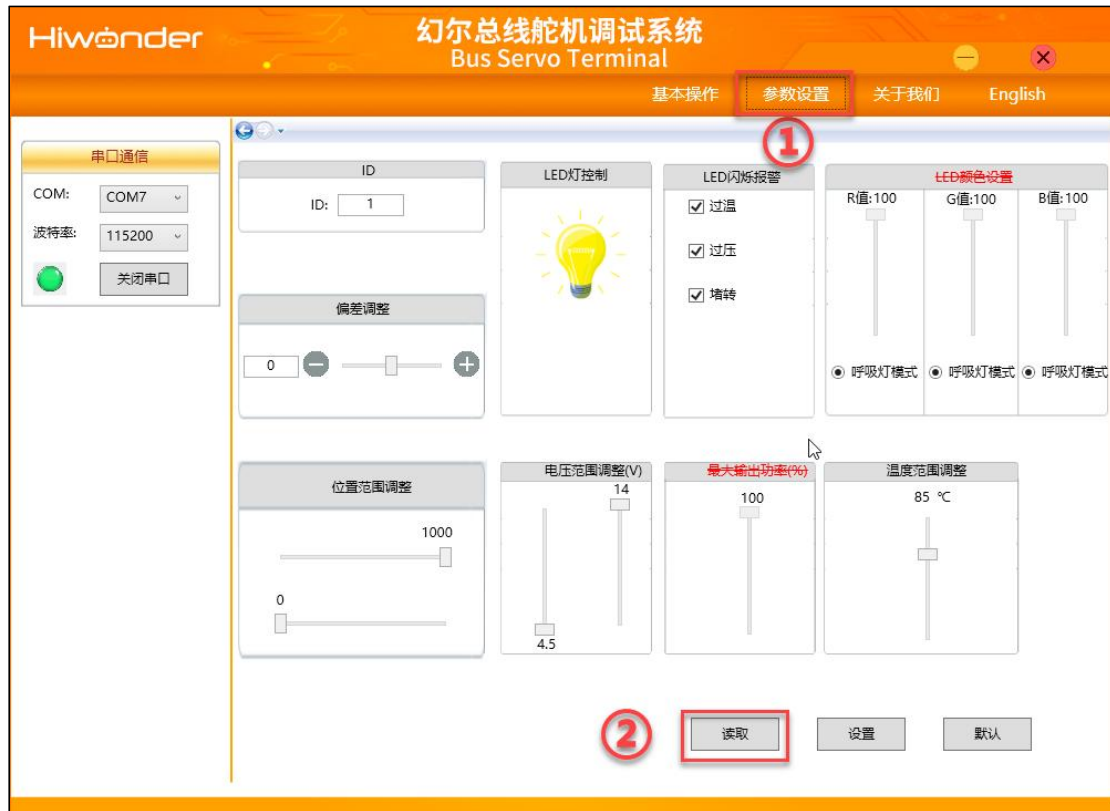 Hiwonder
幻尔总线舵机调试系统
Bus Servo Terminal
基本操作 参数设置 关于我们 English
①
串口通信
COM: COM7
波特率: 115200
关闭串口
ID
ID: 1
LED灯控制
LED闪烁报警
过温
过压
堵转
LED颜色设置
R值:100 G值:100 B值:100
呼吸灯模式 呼吸灯模式 呼吸灯模式
偏差调整
0
位置范围调整
1000
0
电压范围调整(V)
14
4.5
最大输出功率(%)
100
温度范围调整
85 ℃
②
读取 设置 默认